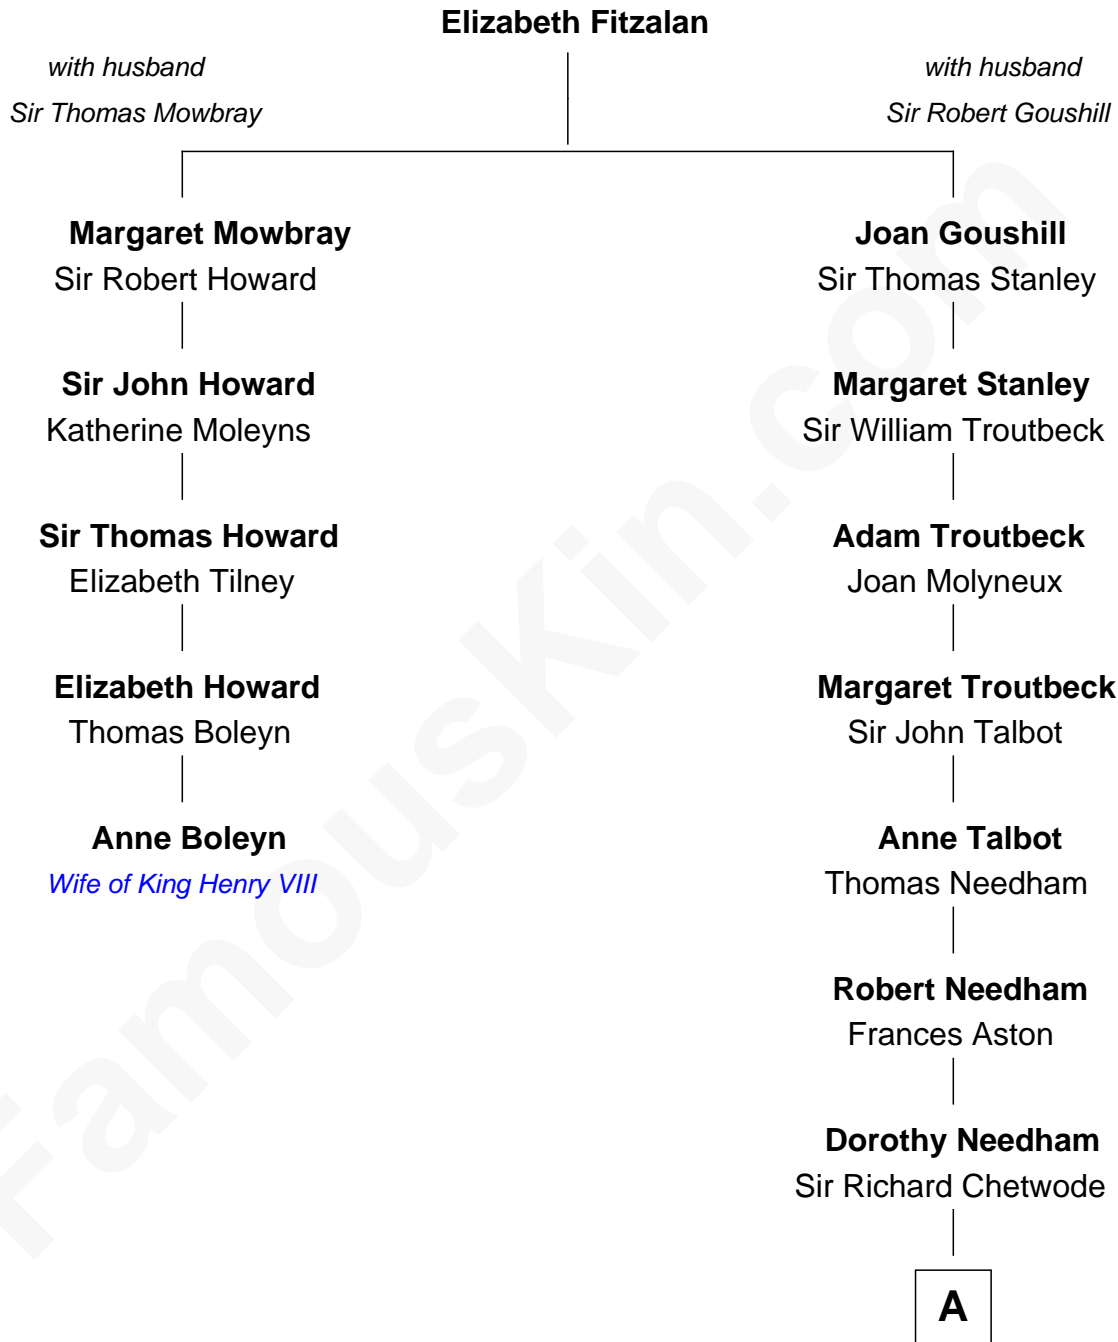 Elizabeth Fitzalan
with husband
Sir Thomas Mowbray
with husband
Sir Robert Goushill
Margaret Mowbray
Sir Robert Howard
Sir John Howard
Katherine Moleyns
Sir Thomas Howard
Elizabeth Tilney
Elizabeth Howard
Thomas Boleyn
Anne Boleyn
Wife of King Henry VIII
Joan Goushill
Sir Thomas Stanley
Margaret Stanley
Sir William Troutbeck
Adam Troutbeck
Joan Molyneux
Margaret Troutbeck
Sir John Talbot
Anne Talbot
Thomas Needham
Robert Needham
Frances Aston
Dorothy Needham
Sir Richard Chetwode
A
FamousKin.com